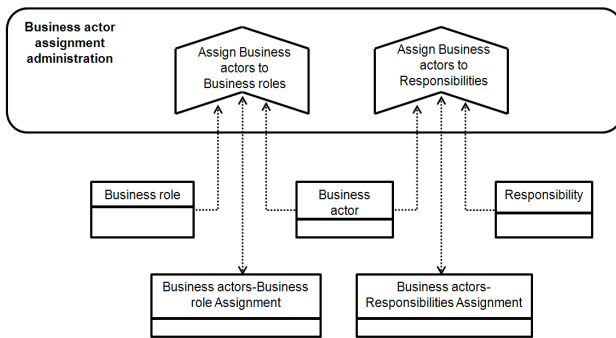 Business actor
assignment
administration
Assign Business
actors to
Business roles
Assign Business
actors to
Responsibilities
Business role
Business
actor
Responsibility
Business actors-Business
role Assignment
Business actors-
Responsibilities Assignment